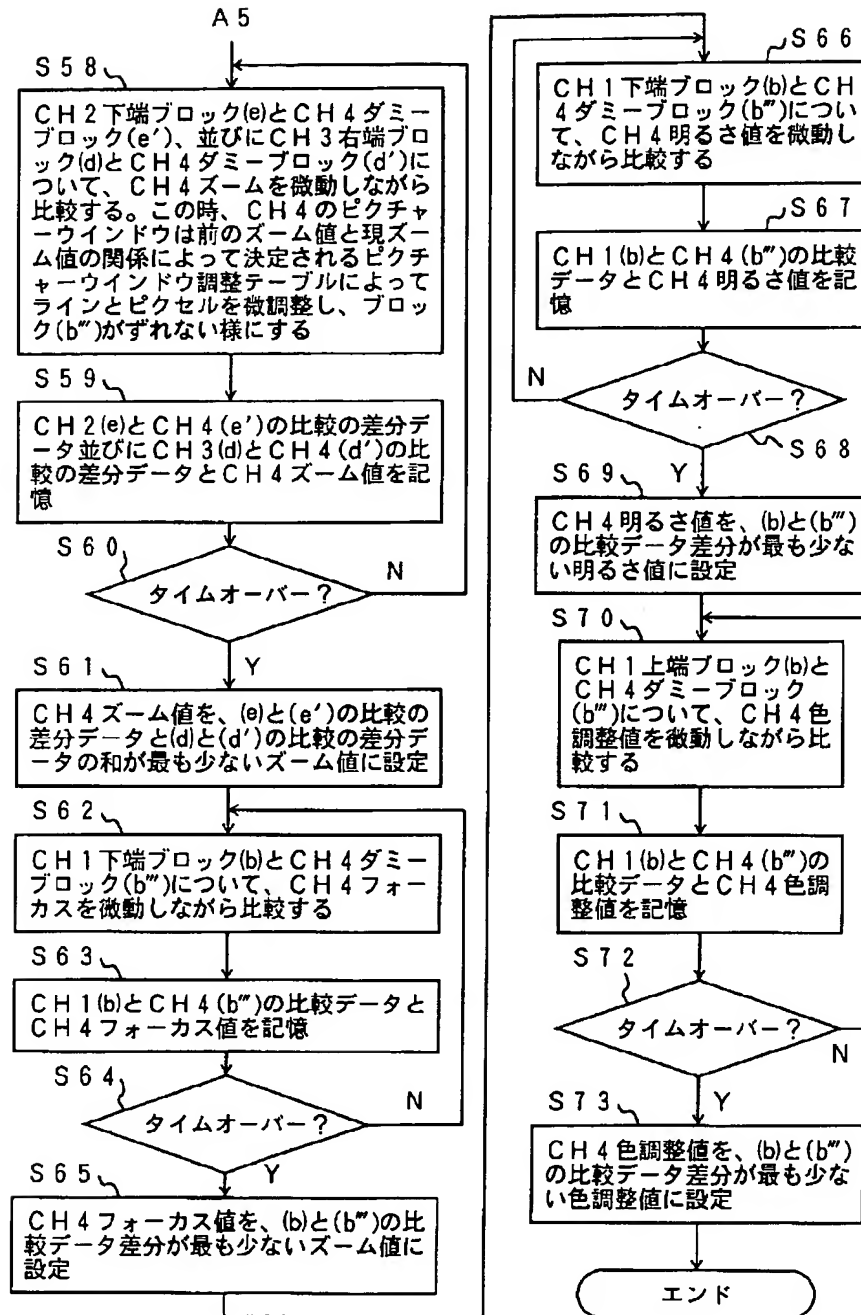 A5
S58
CH2下端ブロック(e)とCH4ダミー
ブロック(e′)、並びにCH3右端ブロ
ック(d)とCH4ダミーブロック(d′)に
ついて、CH4ズームを微動しながら
比較する。この時、CH4のピクチャ
ーウインドウは前のズーム値と現ズー
ム値の関係によって決定されるピクチ
ャーウインドウ調整テーブルによって
ラインとピクセルを微調整し、ブロッ
ク(b‴)がずれない様にする
S59
CH2(e)とCH4(e′)の比較の差分デ
ータ並びにCH3(d)とCH4(d′)の比
較の差分データとCH4ズーム値を記
憶
S60
タイムオーバー?
N
Y
S61
CH4ズーム値を、(e)と(e′)の比較の
差分データと(d)と(d′)の比較の差分デ
ータの和が最も少ないズーム値に設定
S62
CH1下端ブロック(b)とCH4ダミー
ブロック(b‴)について、CH4フォー
カスを微動しながら比較する
S63
CH1(b)とCH4(b‴)の比較データと
CH4フォーカス値を記憶
S64
タイムオーバー?
N
Y
S65
CH4フォーカス値を、(b)と(b‴)の比
較データ差分が最も少ないズーム値に
設定
S66
CH1下端ブロック(b)とCH
4ダミーブロック(b‴)につい
て、CH4明るさ値を微動し
ながら比較する
S67
CH1(b)とCH4(b‴)の比較
データとCH4明るさ値を記
憶
N
タイムオーバー?
S68
Y
S69
CH4明るさ値を、(b)と(b‴)
の比較データ差分が最も少な
い明るさ値に設定
S70
CH1上端ブロック(b)と
CH4ダミーブロック
(b‴)について、CH4色
調整値を微動しながら比
較する
S71
CH1(b)とCH4(b‴)の
比較データとCH4色調
整値を記憶
S72
タイムオーバー?
N
Y
S73
CH4色調整値を、(b)と(b‴)
の比較データ差分が最も少な
い色調整値に設定
エンド